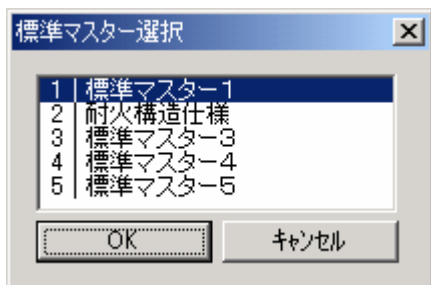 標準マスター選択
1 | 標準マスター1
2 | 耐火構造仕様
3 | 標準マスター3
4 | 標準マスター4
5 | 標準マスター5
OK ｷｬﾝｾﾙ